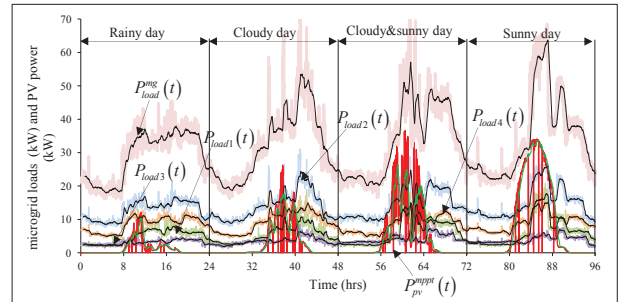 Rainy day
Cloudy day
Cloudy&sunny day
Sunny day
microgrid loads (kW) and PV power (kW)
70
60
50
40
30
20
10
0
P_load^mg (t)
P_load1 (t)
P_load3 (t)
P_load2 (t)
P_load4 (t)
P_pv^mppt (t)
0 8 16 24 32 40 48 56 64 72 80 88 96
Time (hrs)